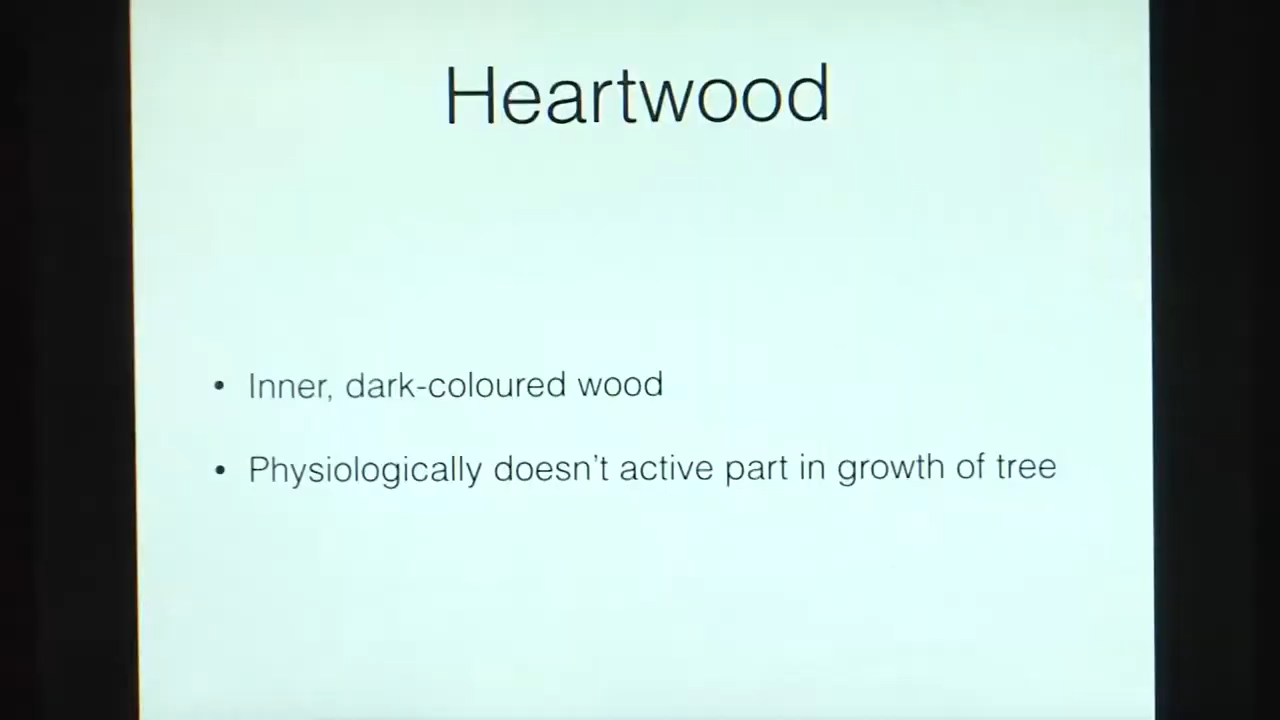 Heartwood
• Inner, dark-coloured wood
• Physiologically doesn't active part in growth of tree